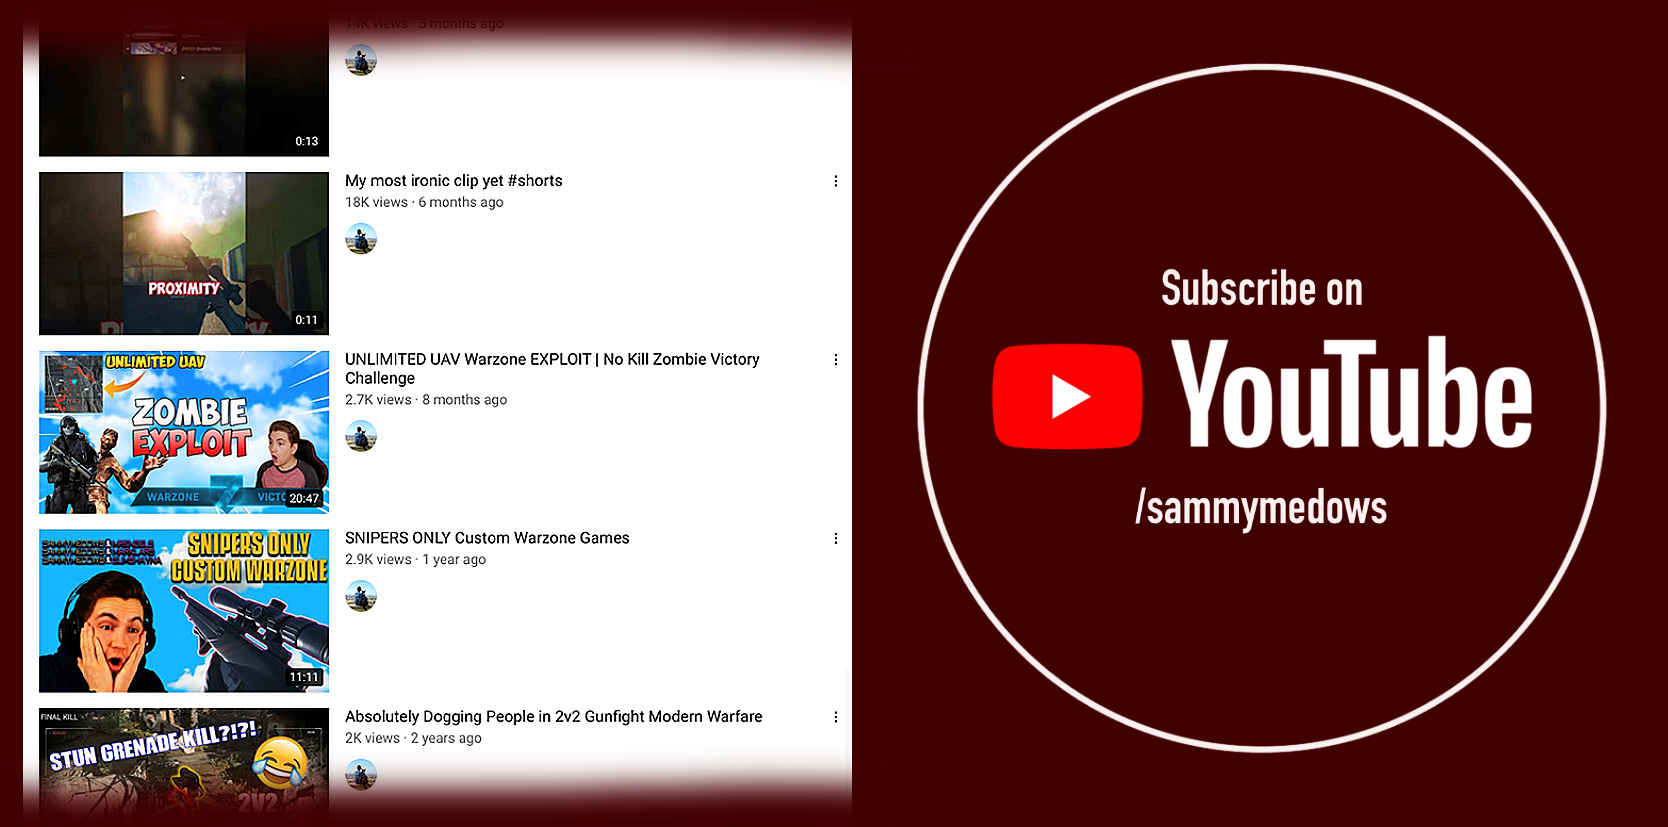 14K views · 5 months ago
0:13
My most ironic clip yet #shorts
18K views · 6 months ago
PROXIMITY
0:11
UNLIMITED UAV
ZOMBIE
EXPLOIT
WARZONE
20:47
UNLIMITED UAV Warzone EXPLOIT | No Kill Zombie Victory
Challenge
2.7K views · 8 months ago
SNIPERS ONLY
CUSTOM WARZONE
11:11
SNIPERS ONLY Custom Warzone Games
2.9K views · 1 year ago
FINAL KILL
STUN GRENADE KILL?!?!
2V2
Absolutely Dogging People in 2v2 Gunfight Modern Warfare
2K views · 2 years ago
Subscribe on
YouTube
/sammymedows